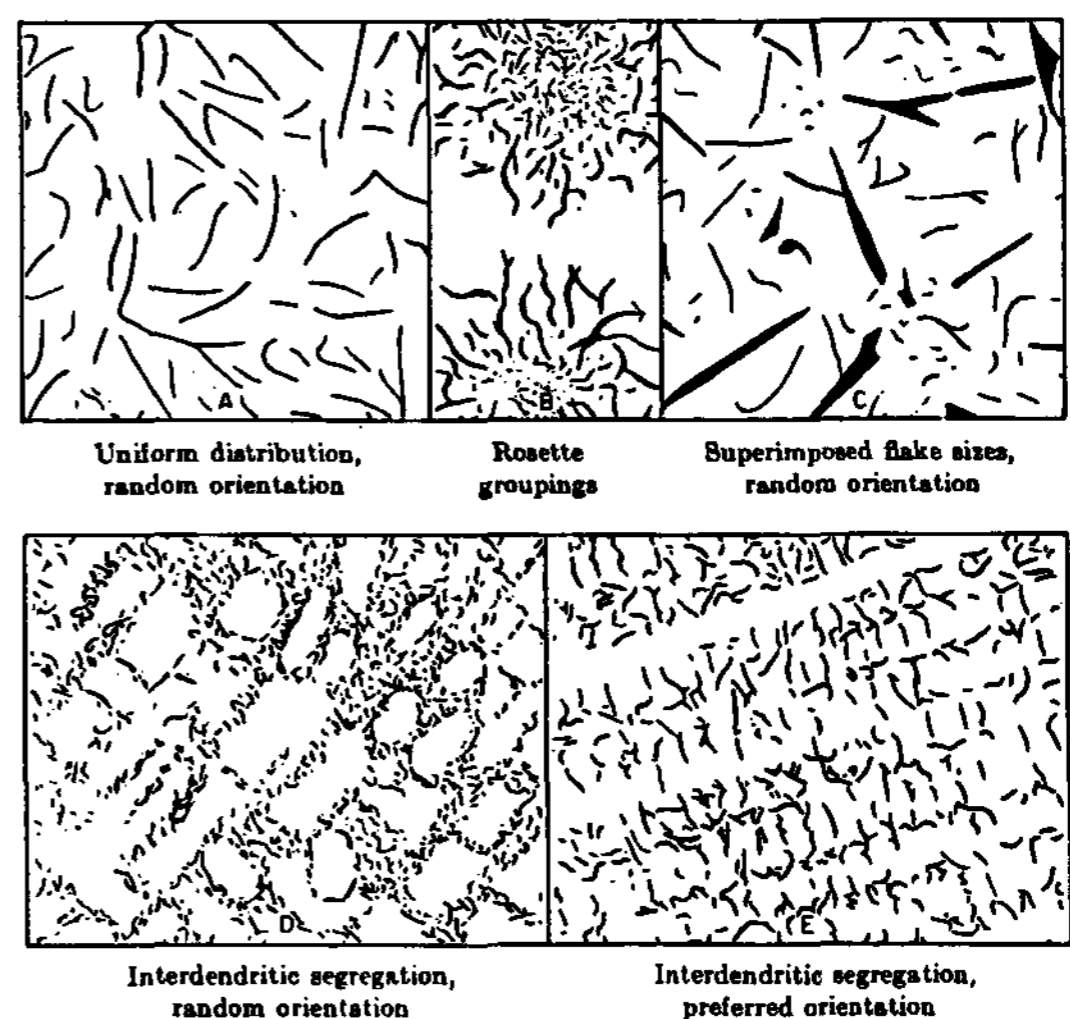 A
B
C
Uniform distribution,
random orientation
Rosette
groupings
Superimposed flake sizes,
random orientation
D
E
Interdendritic segregation,
random orientation
Interdendritic segregation,
preferred orientation